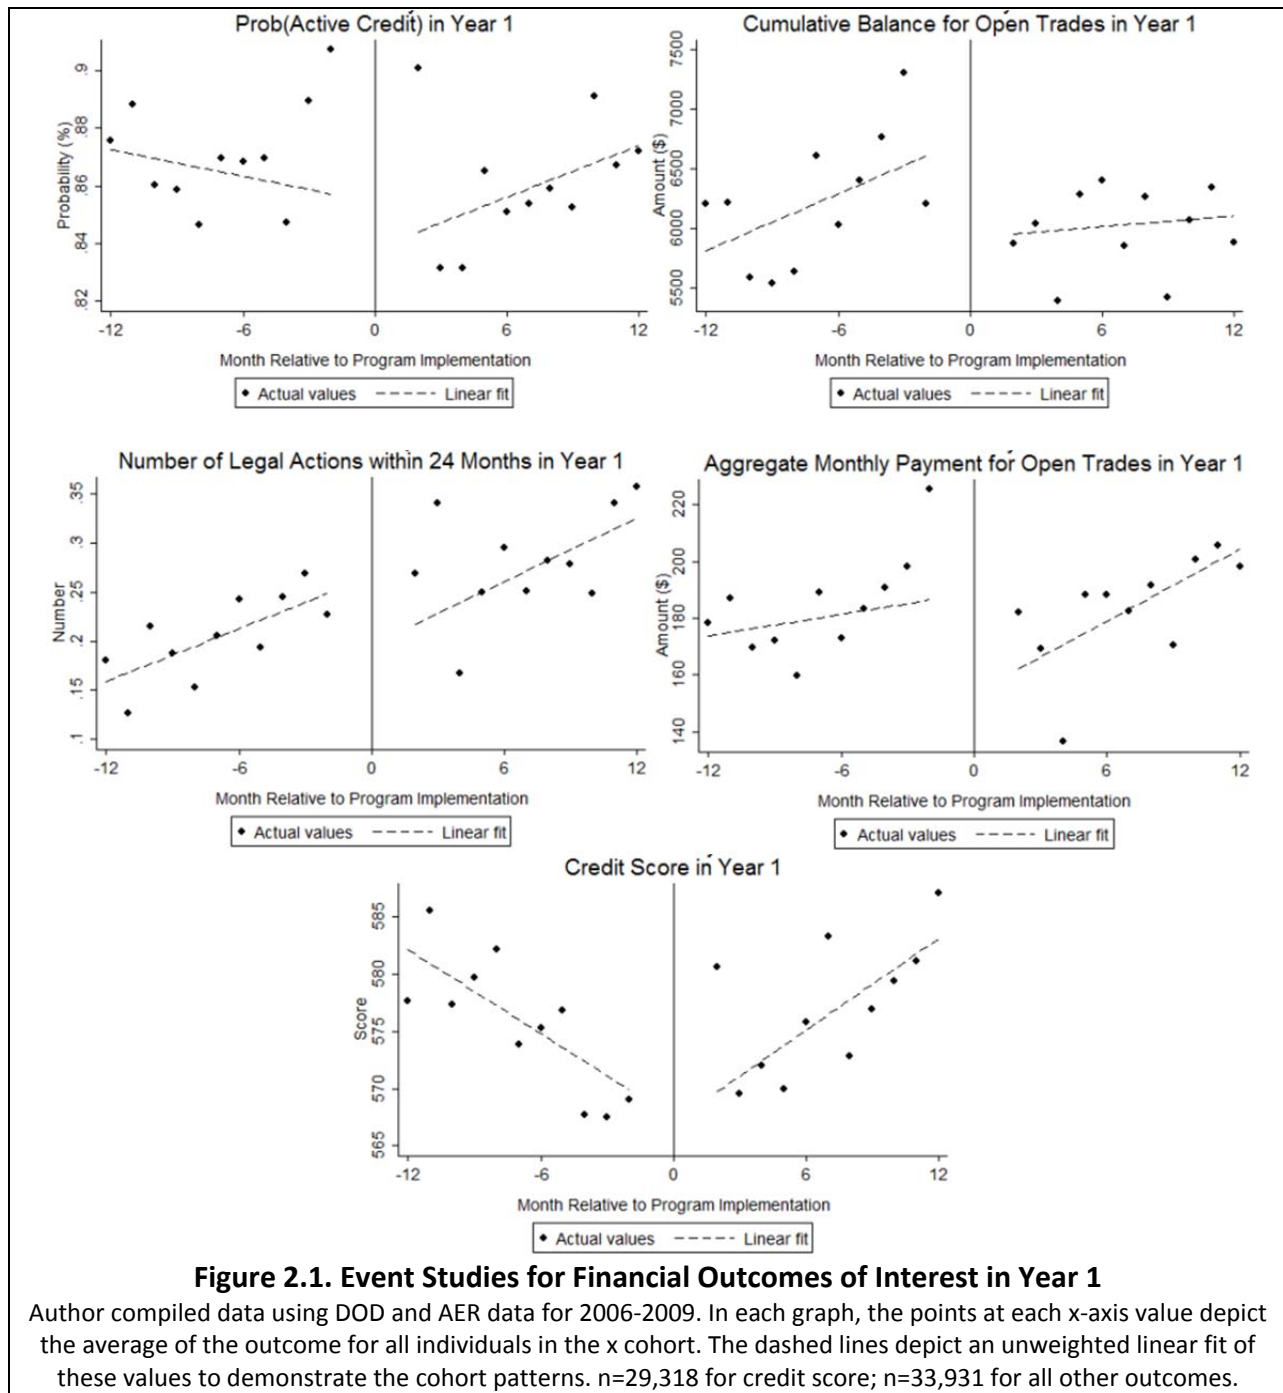 Prob(Active Credit) in Year 1
Probability (%)
.9
.88
.86
.84
.82
-12 -6 0 6 12
Month Relative to Program Implementation
Actual values Linear fit
Cumulative Balance for Open Trades in Year 1
Amount ($)
7500
7000
6500
6000
5500
-12 -6 0 6 12
Month Relative to Program Implementation
Actual values Linear fit
Number of Legal Actions within 24 Months in Year 1
Number
.35
.3
.25
.2
.15
.1
-12 -6 0 6 12
Month Relative to Program Implementation
Actual values Linear fit
Aggregate Monthly Payment for Open Trades in Year 1
Amount ($)
220
200
180
160
140
-12 -6 0 6 12
Month Relative to Program Implementation
Actual values Linear fit
Credit Score in Year 1
Score
585
580
575
570
565
-12 -6 0 6 12
Month Relative to Program Implementation
Actual values Linear fit
Figure 2.1. Event Studies for Financial Outcomes of Interest in Year 1
Author compiled data using DOD and AER data for 2006-2009. In each graph, the points at each x-axis value depict
the average of the outcome for all individuals in the x cohort. The dashed lines depict an unweighted linear fit of
these values to demonstrate the cohort patterns. n=29,318 for credit score; n=33,931 for all other outcomes.